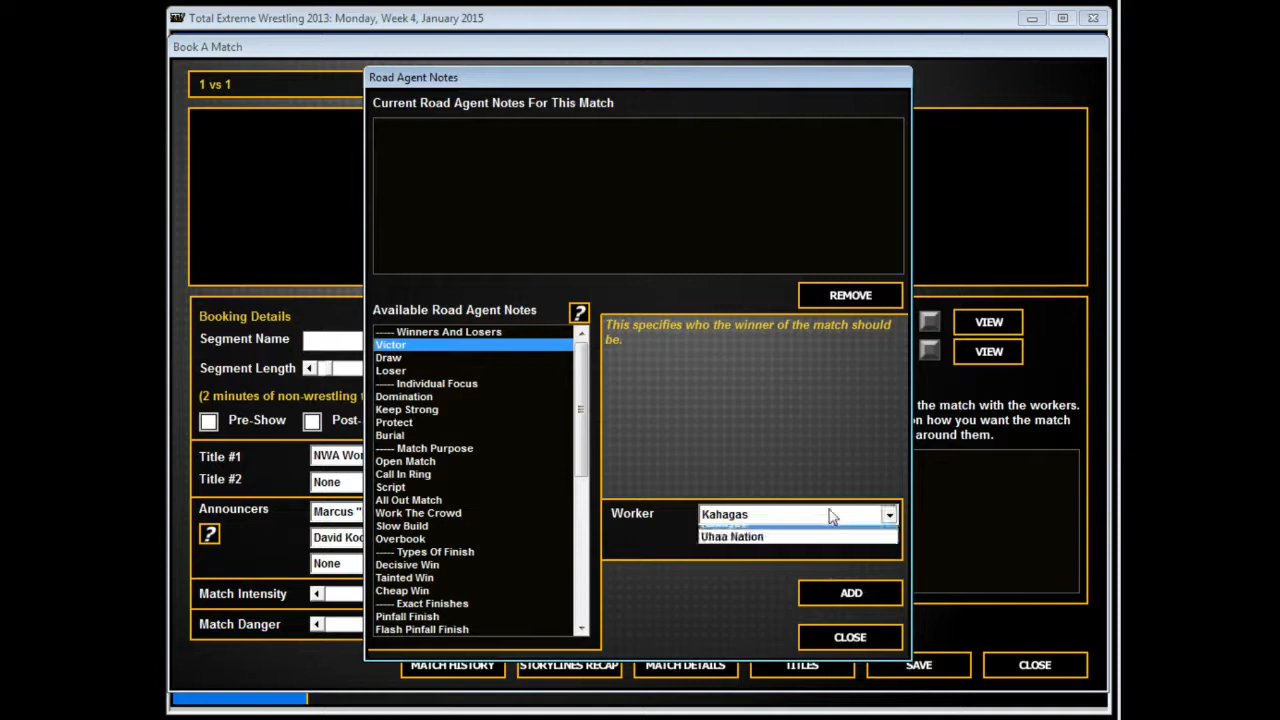 Total Extreme Wrestling 2013: Monday, Week 4, January 2015
Book A Match
1 vs 1
Road Agent Notes
Current Road Agent Notes For This Match
REMOVE
Available Road Agent Notes
?
----- Winners And Losers
Victor
Draw
Loser
----- Individual Focus
Domination
Keep Strong
Protect
Burial
----- Match Purpose
Open Match
Call In Ring
Script
All Out Match
Work The Crowd
Slow Build
Overbook
----- Types Of Finish
Decisive Win
Tainted Win
Cheap Win
----- Exact Finishes
Pinfall Finish
Flash Pinfall Finish
This specifies who the winner of the match should
be.
Worker
Kahagas
Uhaa Nation
ADD
CLOSE
Booking Details
Segment Name
Segment Length
(2 minutes of non-wrestling
Pre-Show
Post-
Title #1
NWA Wor
Title #2
None
Announcers
Marcus "
?
David Koc
None
Match Intensity
Match Danger
VIEW
VIEW
the match with the workers.
on how you want the match
around them.
MATCH HISTORY
STORYLINES RECAP
MATCH DETAILS
TITLES
SAVE
CLOSE